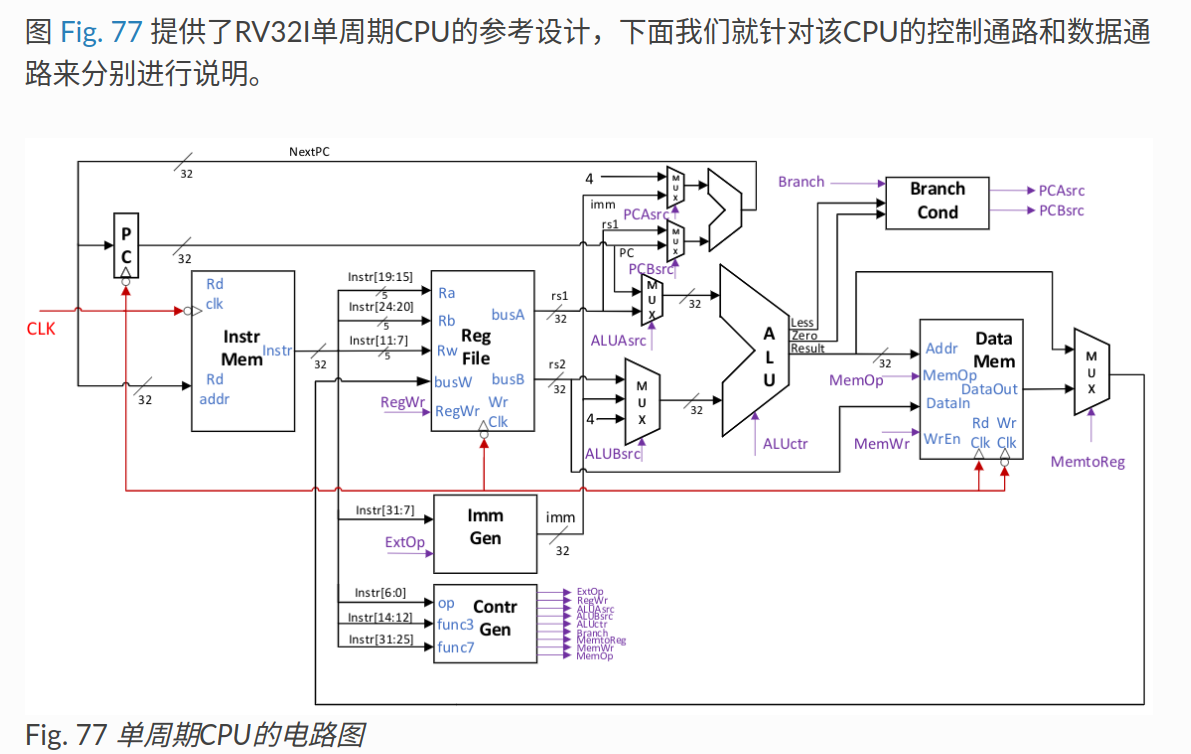 图 Fig. 77 提供了RV32I单周期CPU的参考设计，下面我们就针对该CPU的控制通路和数据通
路来分别进行说明。
NextPC
32
4
MUX
imm
PCAsrc
rs1
MUX
PC
PCBsrc
Branch
Branch
Cond
PCAsrc
PCBsrc
PC
32
CLK
Rd
clk
Instr
Mem
Instr
Rd
addr
32
32
Instr[19:15]
5
Instr[24:20]
5
Instr[11:7]
5
RegWr
Ra
Rb
Rw
busW
RegWr
Reg
File
busA
busB
Wr
Clk
rs1
32
rs2
32
MUX
32
ALUAsrc
MUX
4
32
ALUBsrc
ALU
Less
Zero
Result
ALUctr
32
MemOp
MemWr
Addr
MemOp
DataIn
WrEn
Data
Mem
DataOut
Rd Wr
Clk Clk
MUX
MemtoReg
Instr[31:7]
ExtOp
Imm
Gen
imm
32
Instr[6:0]
Instr[14:12]
Instr[31:25]
op
func3
func7
Contr
Gen
ExtOp
RegWr
ALUAsrc
ALUBsrc
ALUctr
Branch
MemtoReg
MemWr
MemOp
Fig. 77 单周期CPU的电路图